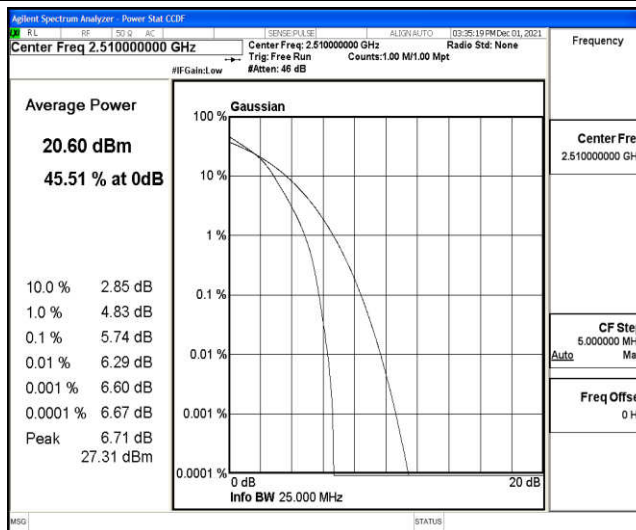 Agilent Spectrum Analyzer - Power Stat CCDF
RL RF 50 Ω AC SENSE:PULSE ALIGN AUTO 03:35:19 PM Dec 01, 2021
Center Freq 2.510000000 GHz
Center Freq: 2.510000000 GHz Radio Std: None
Trig: Free Run Counts:1.00 M/1.00 Mpt
#IFGain:Low #Atten: 46 dB
Frequency
Average Power
20.60 dBm
45.51 % at 0dB
10.0 % 2.85 dB
1.0 % 4.83 dB
0.1 % 5.74 dB
0.01 % 6.29 dB
0.001 % 6.60 dB
0.0001 % 6.67 dB
Peak 6.71 dB
27.31 dBm
Gaussian
100 %
10 %
1 %
0.1 %
0.01 %
0.001 %
0.0001 %
0 dB 20 dB
Info BW 25.000 MHz
Center Fre
2.510000000 GH
CF Ste
5.000000 MH
Auto Ma
Freq Offse
0 H
MSG STATUS